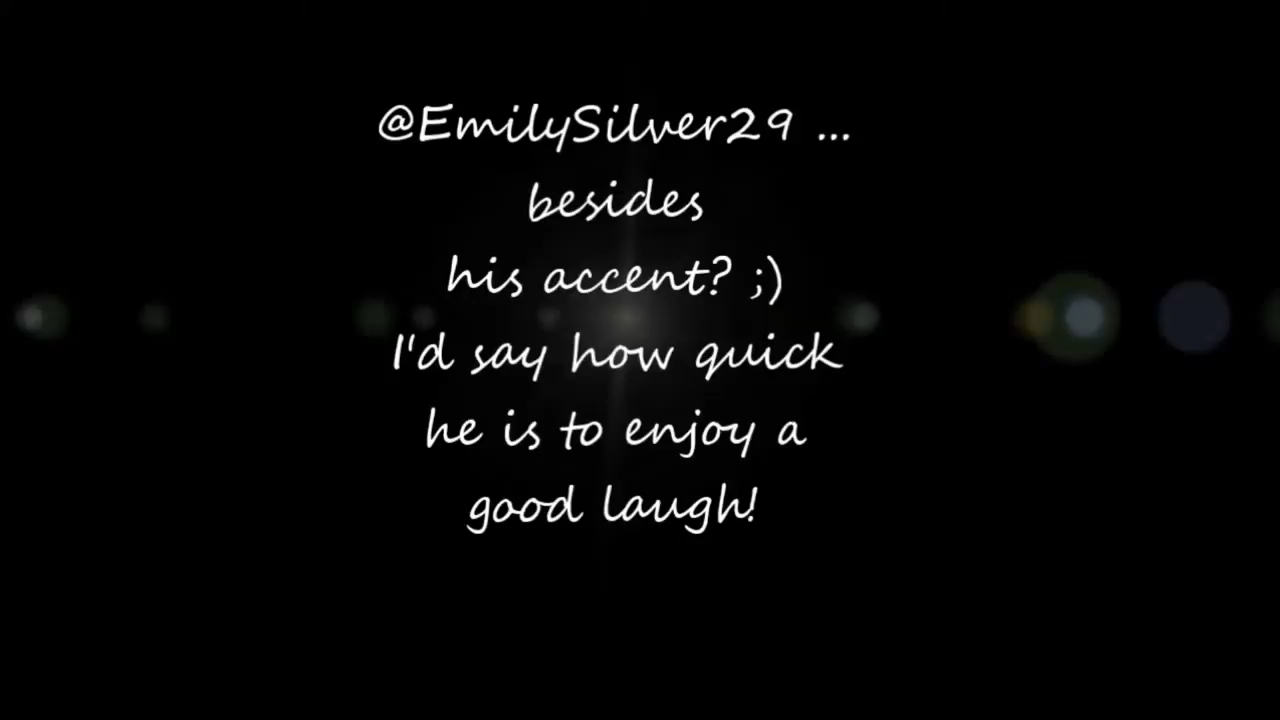 @EmilySilver29 ...
besides
his accent? ;)
I'd say how quick
he is to enjoy a
good laugh!